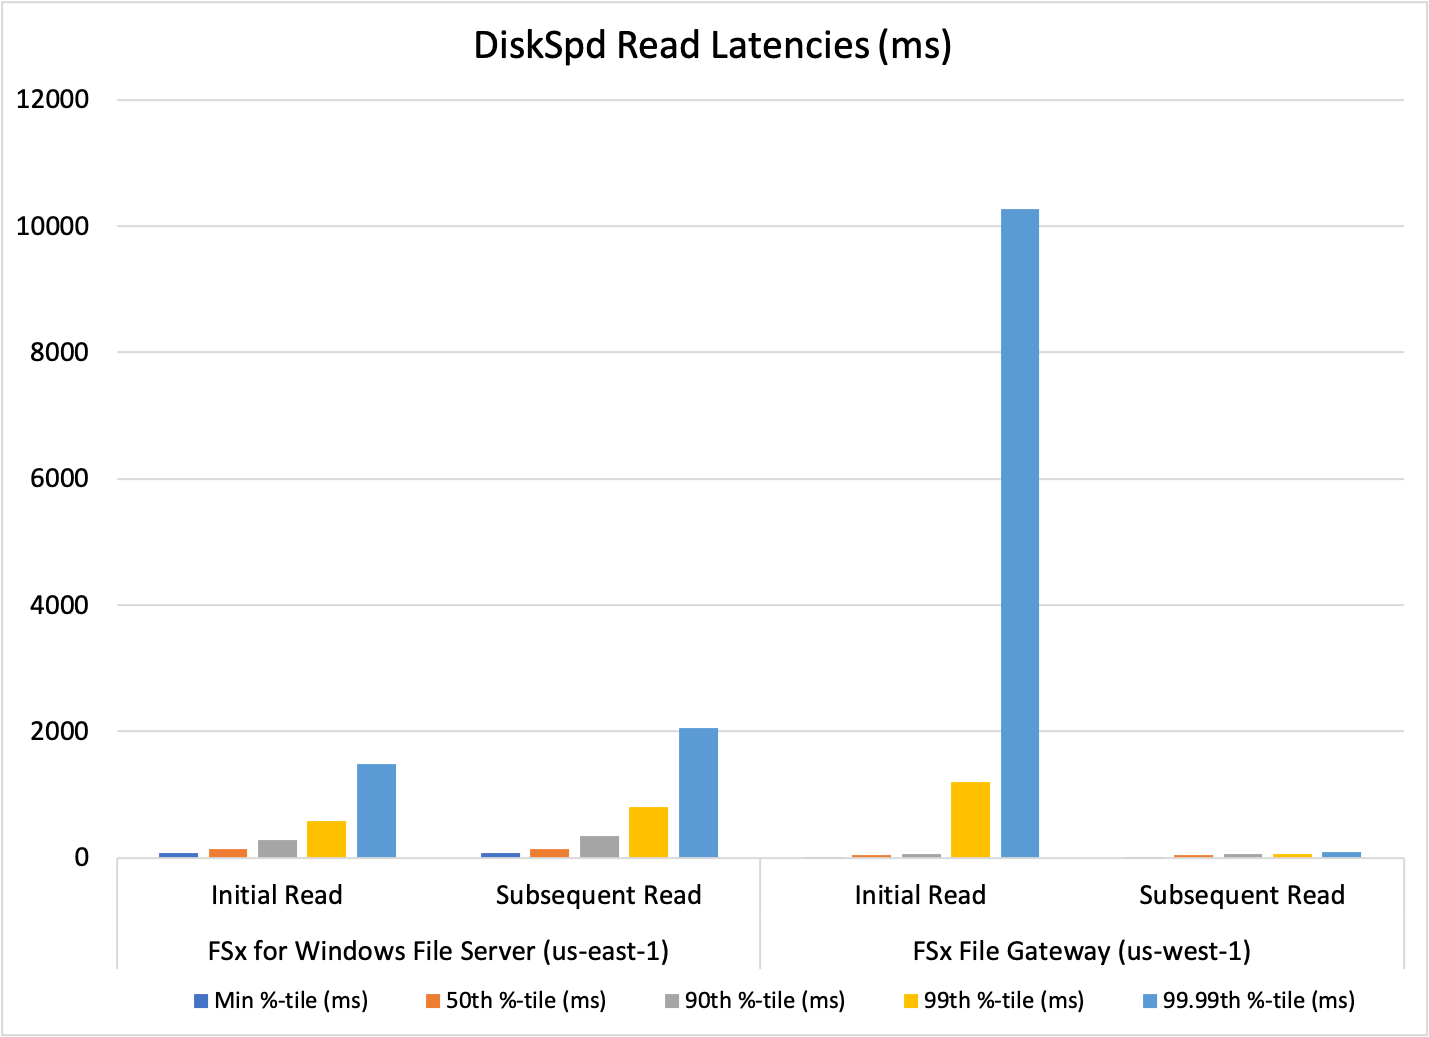 DiskSpd Read Latencies (ms)
12000
10000
8000
6000
4000
2000
0
Initial Read
Subsequent Read
Initial Read
Subsequent Read
FSx for Windows File Server (us-east-1)
FSx File Gateway (us-west-1)
Min %-tile (ms)
50th %-tile (ms)
90th %-tile (ms)
99th %-tile (ms)
99.99th %-tile (ms)